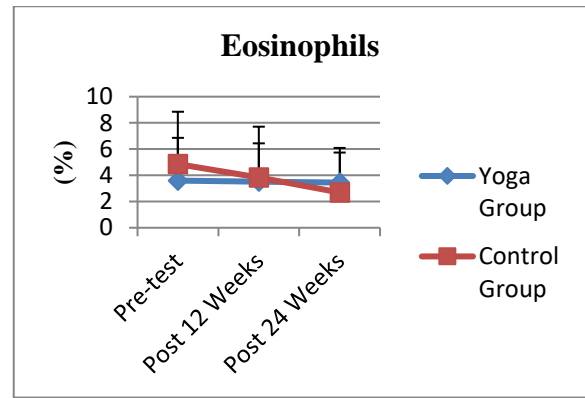 Eosinophils
(%)
10
8
6
4
2
0
Pre-test
Post 12 Weeks
Post 24 Weeks
Yoga
Group
Control
Group